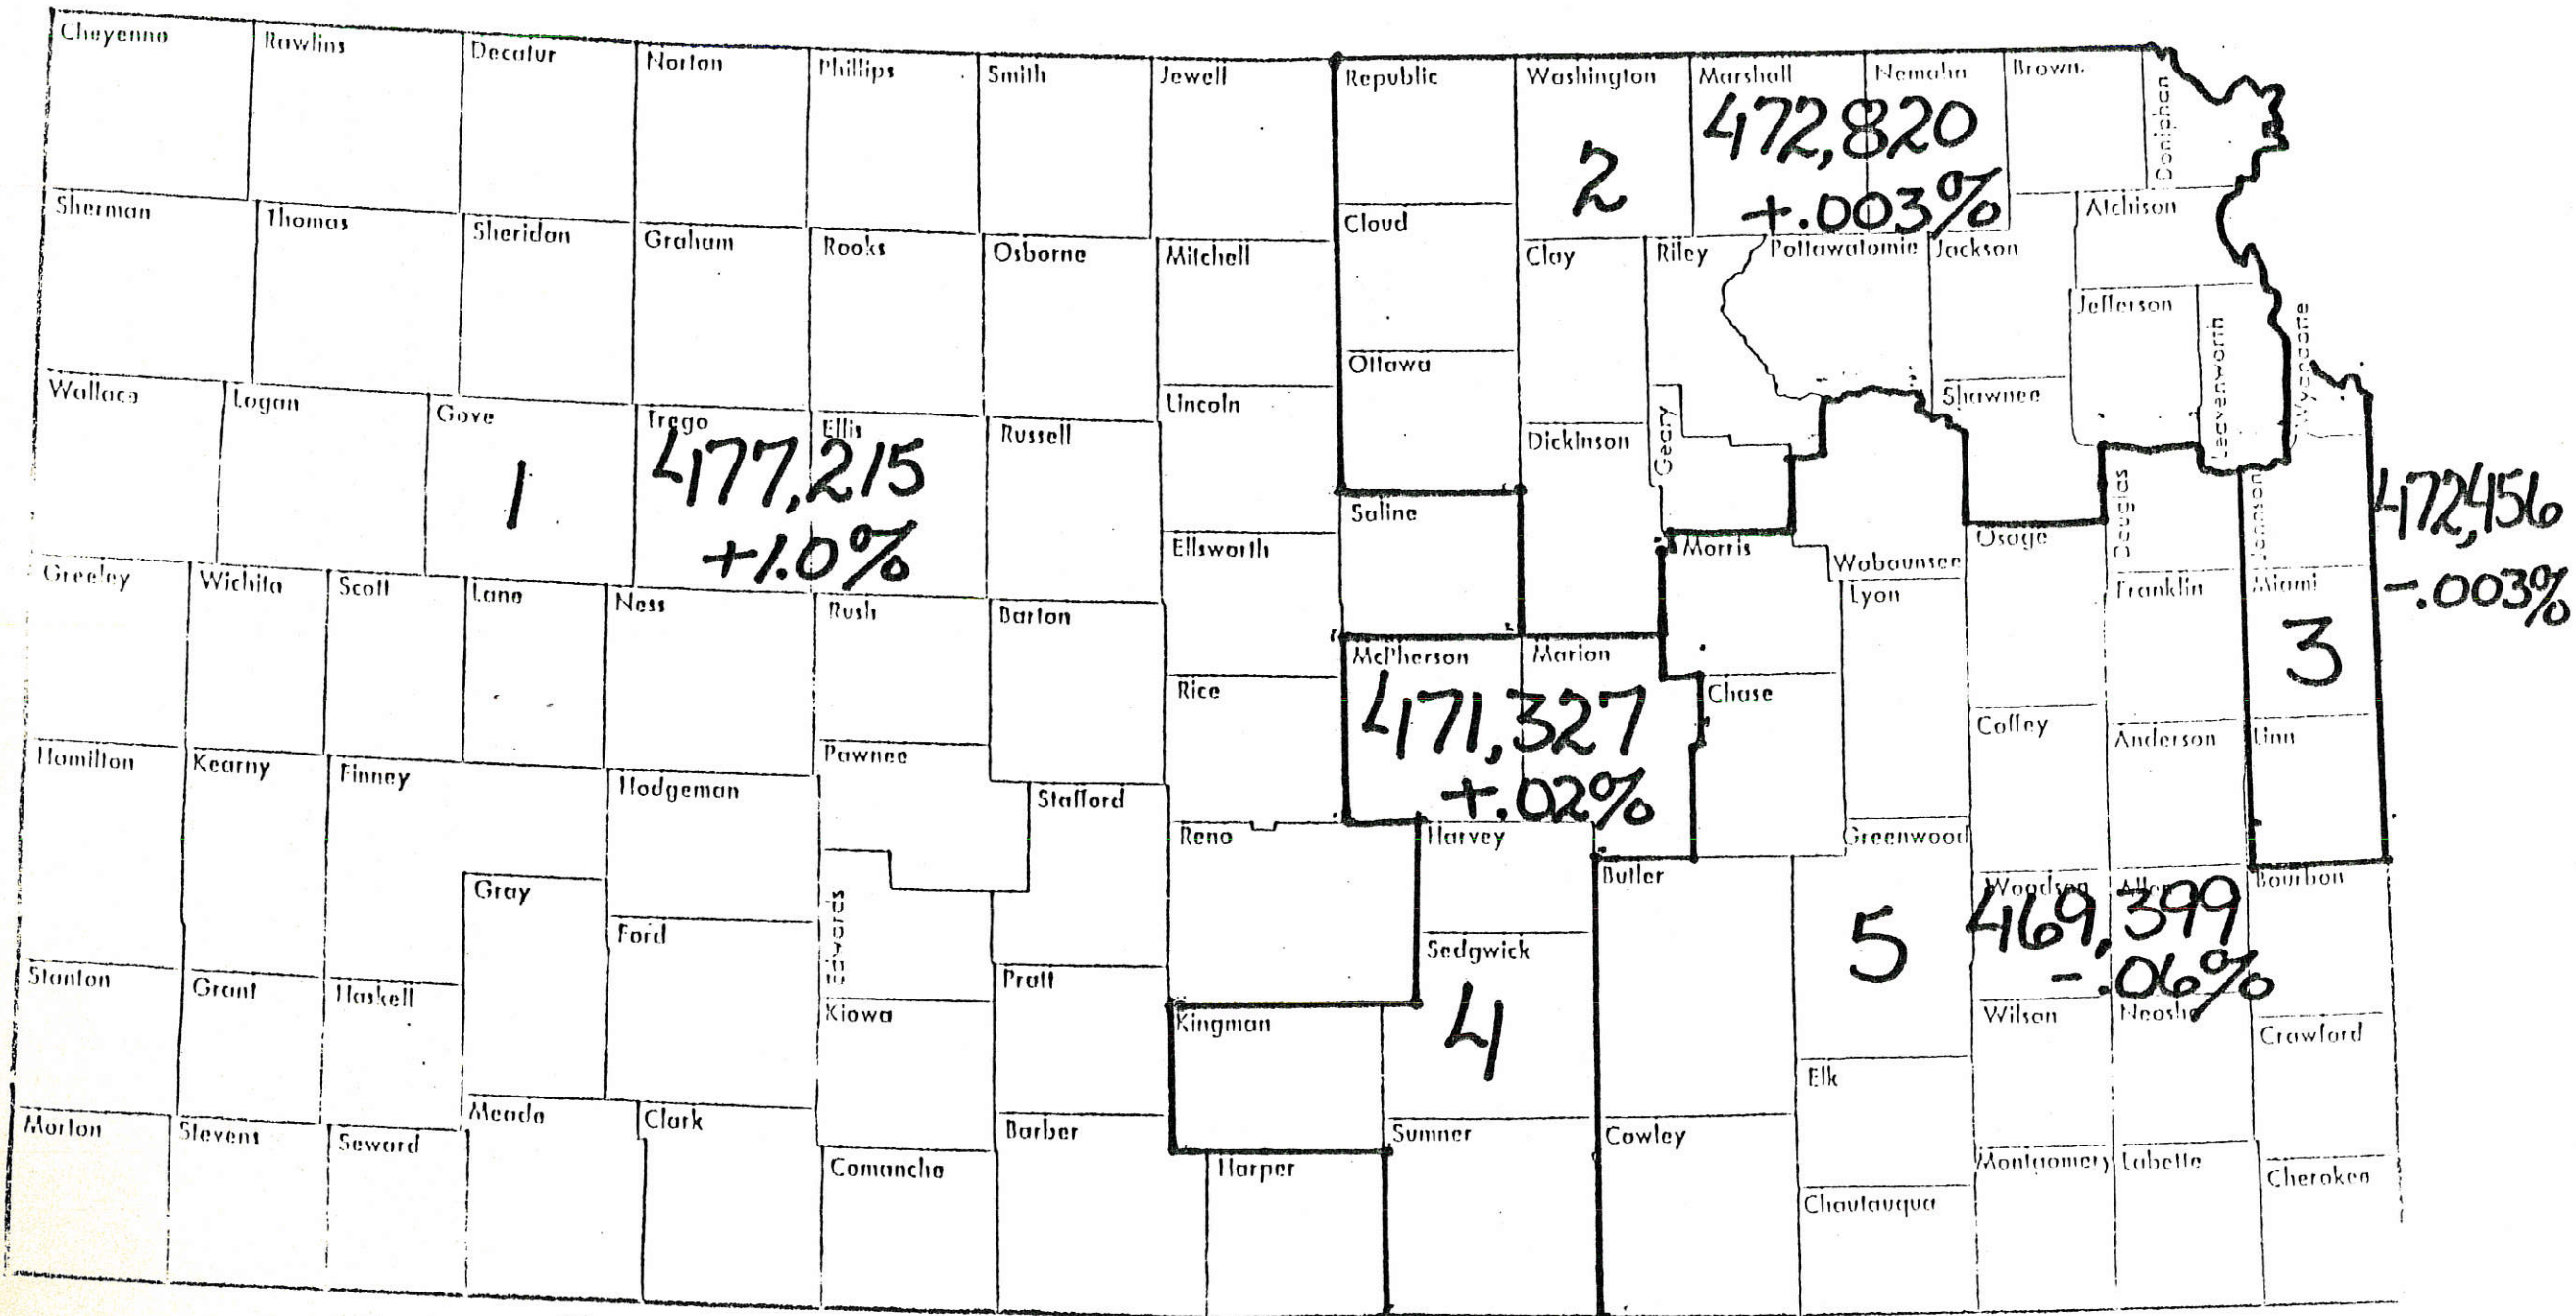 Cheyenne Rawlins Decatur Norton Phillips Smith Jewell Republic Washington Marshall Nemaha Brown Doniphan
472,820
2
+.003%
Sherman Thomas Sheridan Graham Rooks Osborne Mitchell Cloud Clay Riley Pottawatomie Jackson Atchison
Jefferson Leavenworth Wyandotte
Wallace Logan Gove Trego Ellis Russell Lincoln Ottawa Dickinson Geary Shawnee
1 477,215
+1.0%
Saline Douglas Johnson
472,456
-.003%
Greeley Wichita Scott Lane Ness Rush Barton Ellsworth Morris Wabaunsee Osage
Lyon Franklin Miami
3
Rice McPherson Marion Chase
471,327
+.02%
Coffey Anderson Linn
Hamilton Kearny Finney Hodgeman Pawnee Stafford
Reno Harvey Greenwood
Gray Ford Edwards Butler Woodson Allen Bourbon
5 469,399
-.06%
Sedgwick
4
Stanton Grant Haskell Kiowa Pratt Kingman Wilson Neosho Crawford
Elk
Morton Stevens Seward Meade Clark Comanche Barber Harper Sumner Cowley Montgomery Labette Cherokee
Chautauqua